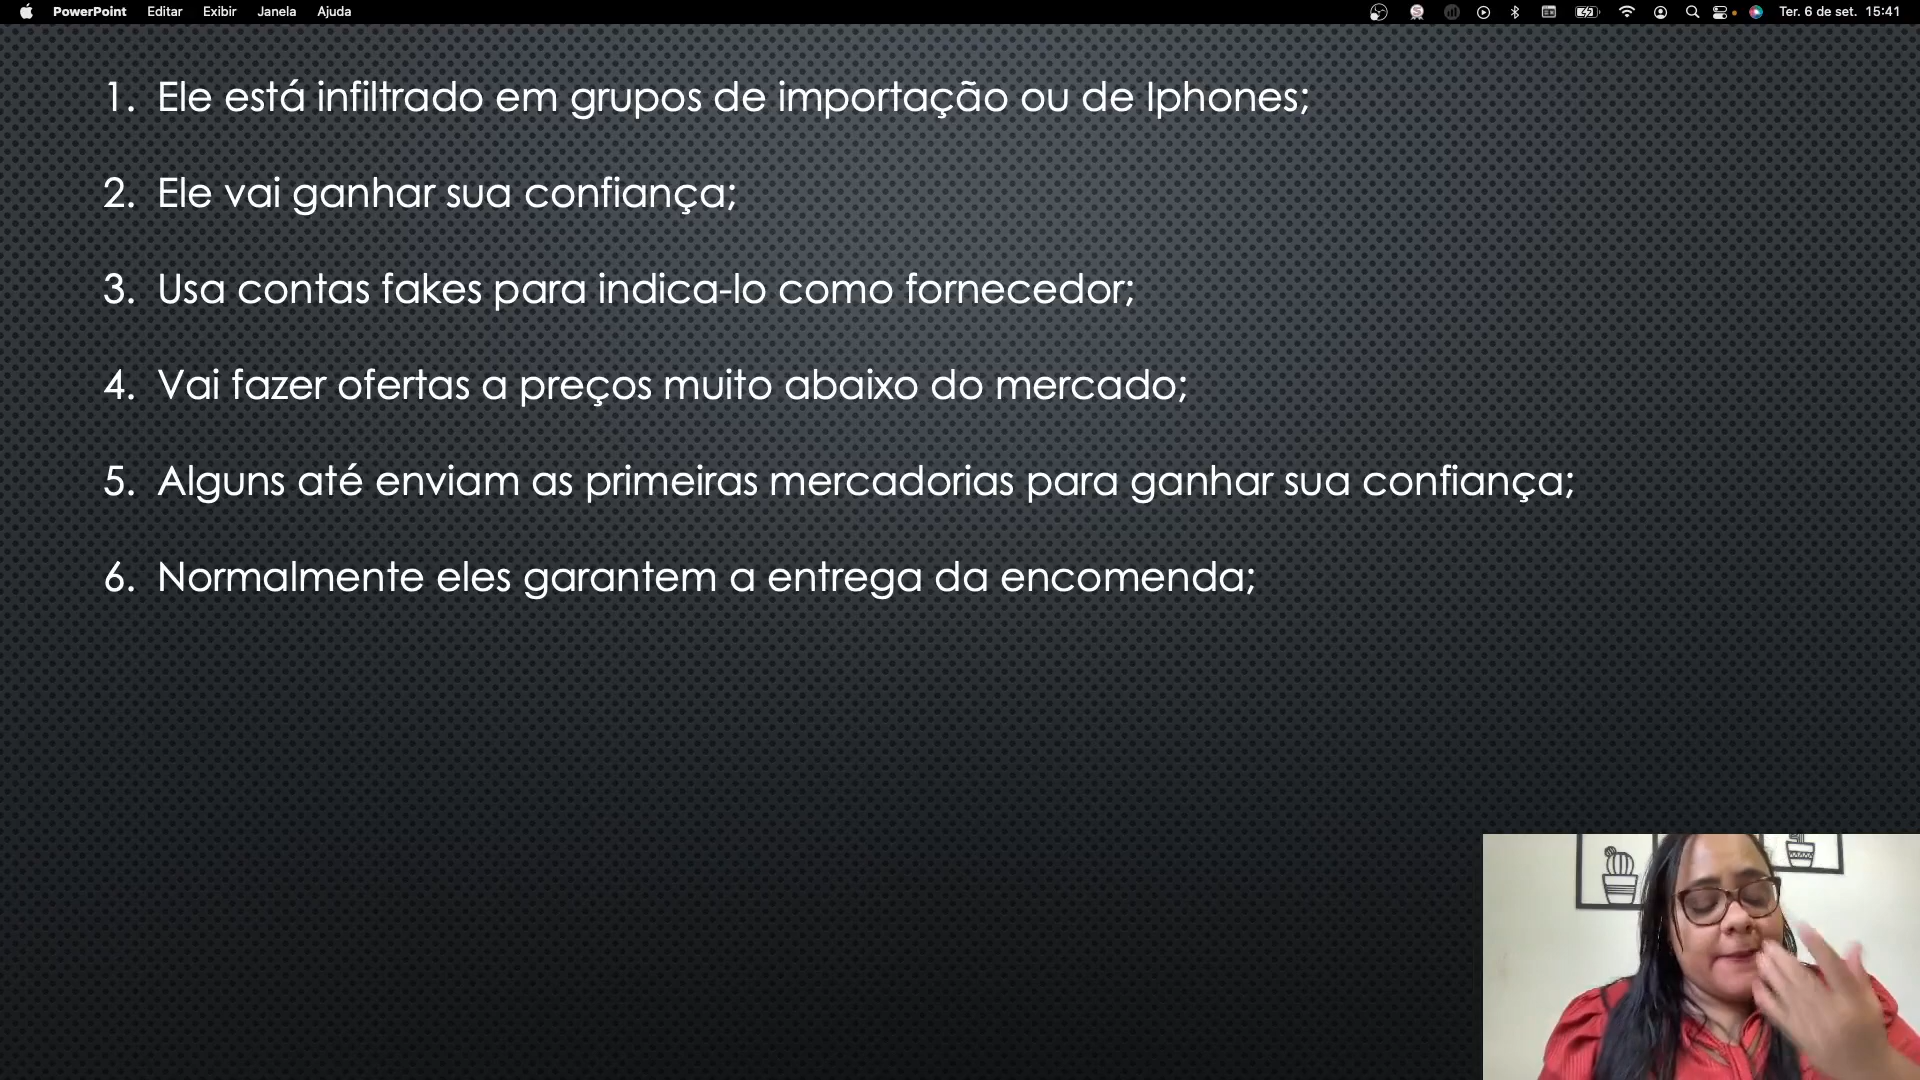 PowerPoint Editar Exibir Janela Ajuda Ter. 6 de set. 15:41
1. Ele está infiltrado em grupos de importação ou de Iphones;
2. Ele vai ganhar sua confiança;
3. Usa contas fakes para indica-lo como fornecedor;
4. Vai fazer ofertas a preços muito abaixo do mercado;
5. Alguns até enviam as primeiras mercadorias para ganhar sua confiança;
6. Normalmente eles garantem a entrega da encomenda;